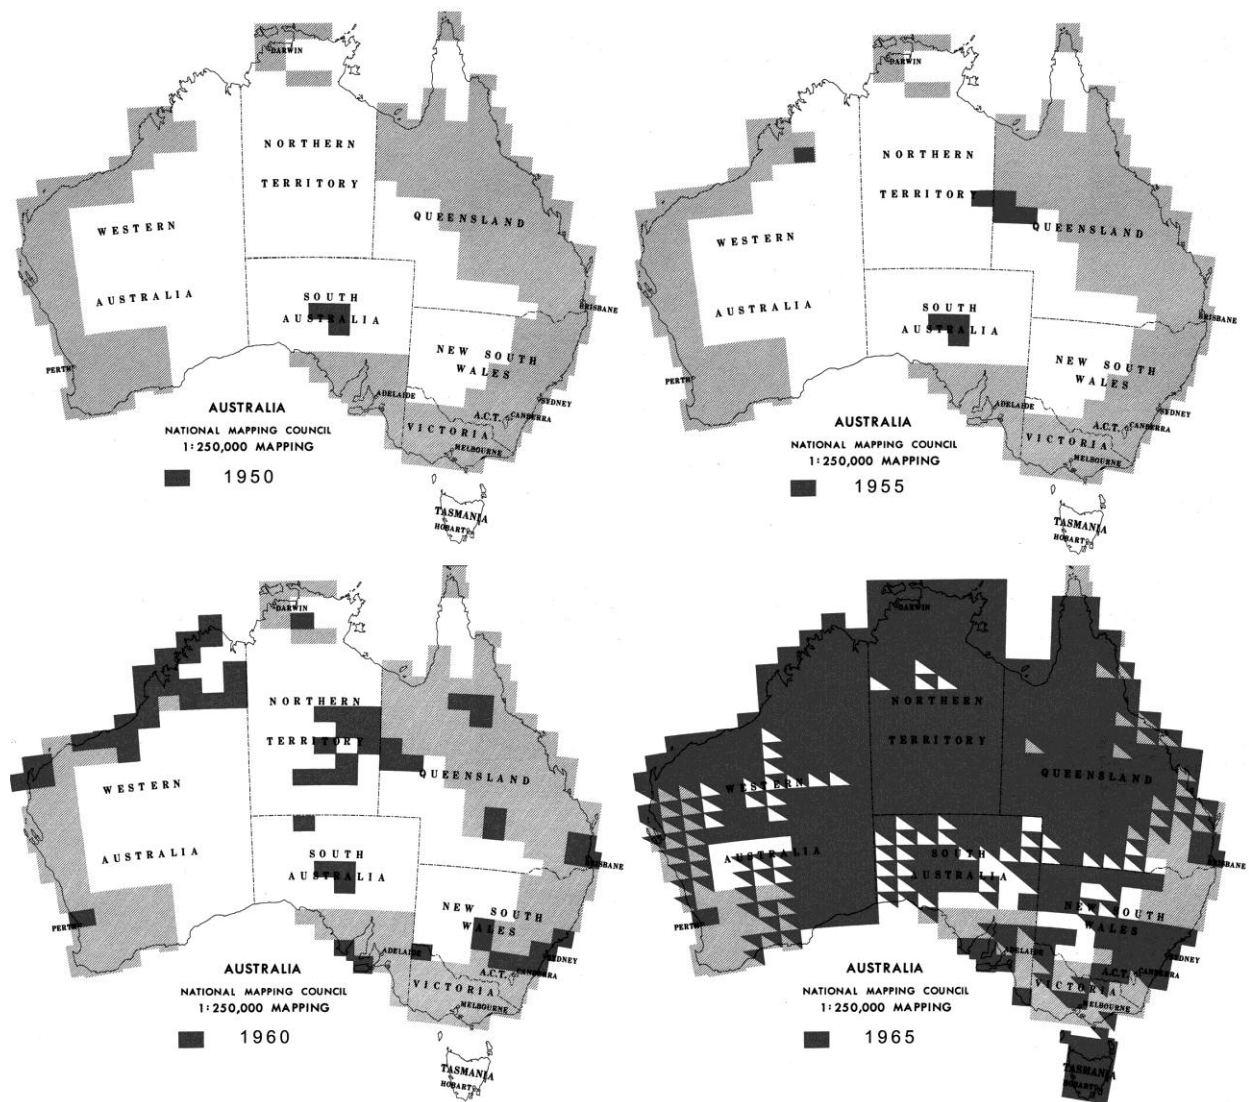 DARWIN
NORTHERN
TERRITORY
WESTERN
QUEENSLAND
AUSTRALIA
SOUTH
AUSTRALIA
BRISBANE
NEW SOUTH
WALES
PERTH
ADELAIDE
SYDNEY
A.C.T.
CANBERRA
VICTORIA
MELBOURNE
AUSTRALIA
NATIONAL MAPPING COUNCIL
1:250,000 MAPPING
1950
TASMANIA
HOBART
DARWIN
NORTHERN
TERRITORY
WESTERN
QUEENSLAND
AUSTRALIA
SOUTH
AUSTRALIA
BRISBANE
NEW SOUTH
WALES
PERTH
ADELAIDE
SYDNEY
A.C.T.
CANBERRA
VICTORIA
MELBOURNE
AUSTRALIA
NATIONAL MAPPING COUNCIL
1:250,000 MAPPING
1955
TASMANIA
HOBART
DARWIN
NORTHERN
TERRITORY
WESTERN
QUEENSLAND
AUSTRALIA
SOUTH
AUSTRALIA
BRISBANE
NEW SOUTH
WALES
PERTH
ADELAIDE
SYDNEY
A.C.T.
CANBERRA
VICTORIA
MELBOURNE
AUSTRALIA
NATIONAL MAPPING COUNCIL
1:250,000 MAPPING
1960
TASMANIA
HOBART
DARWIN
NORTHERN
TERRITORY
WESTERN
QUEENSLAND
AUSTRALIA
SOUTH
AUSTRALIA
BRISBANE
NEW SOUTH
WALES
PERTH
ADELAIDE
SYDNEY
A.C.T.
CANBERRA
VICTORIA
MELBOURNE
AUSTRALIA
NATIONAL MAPPING COUNCIL
1:250,000 MAPPING
1965
TASMANIA
HOBART